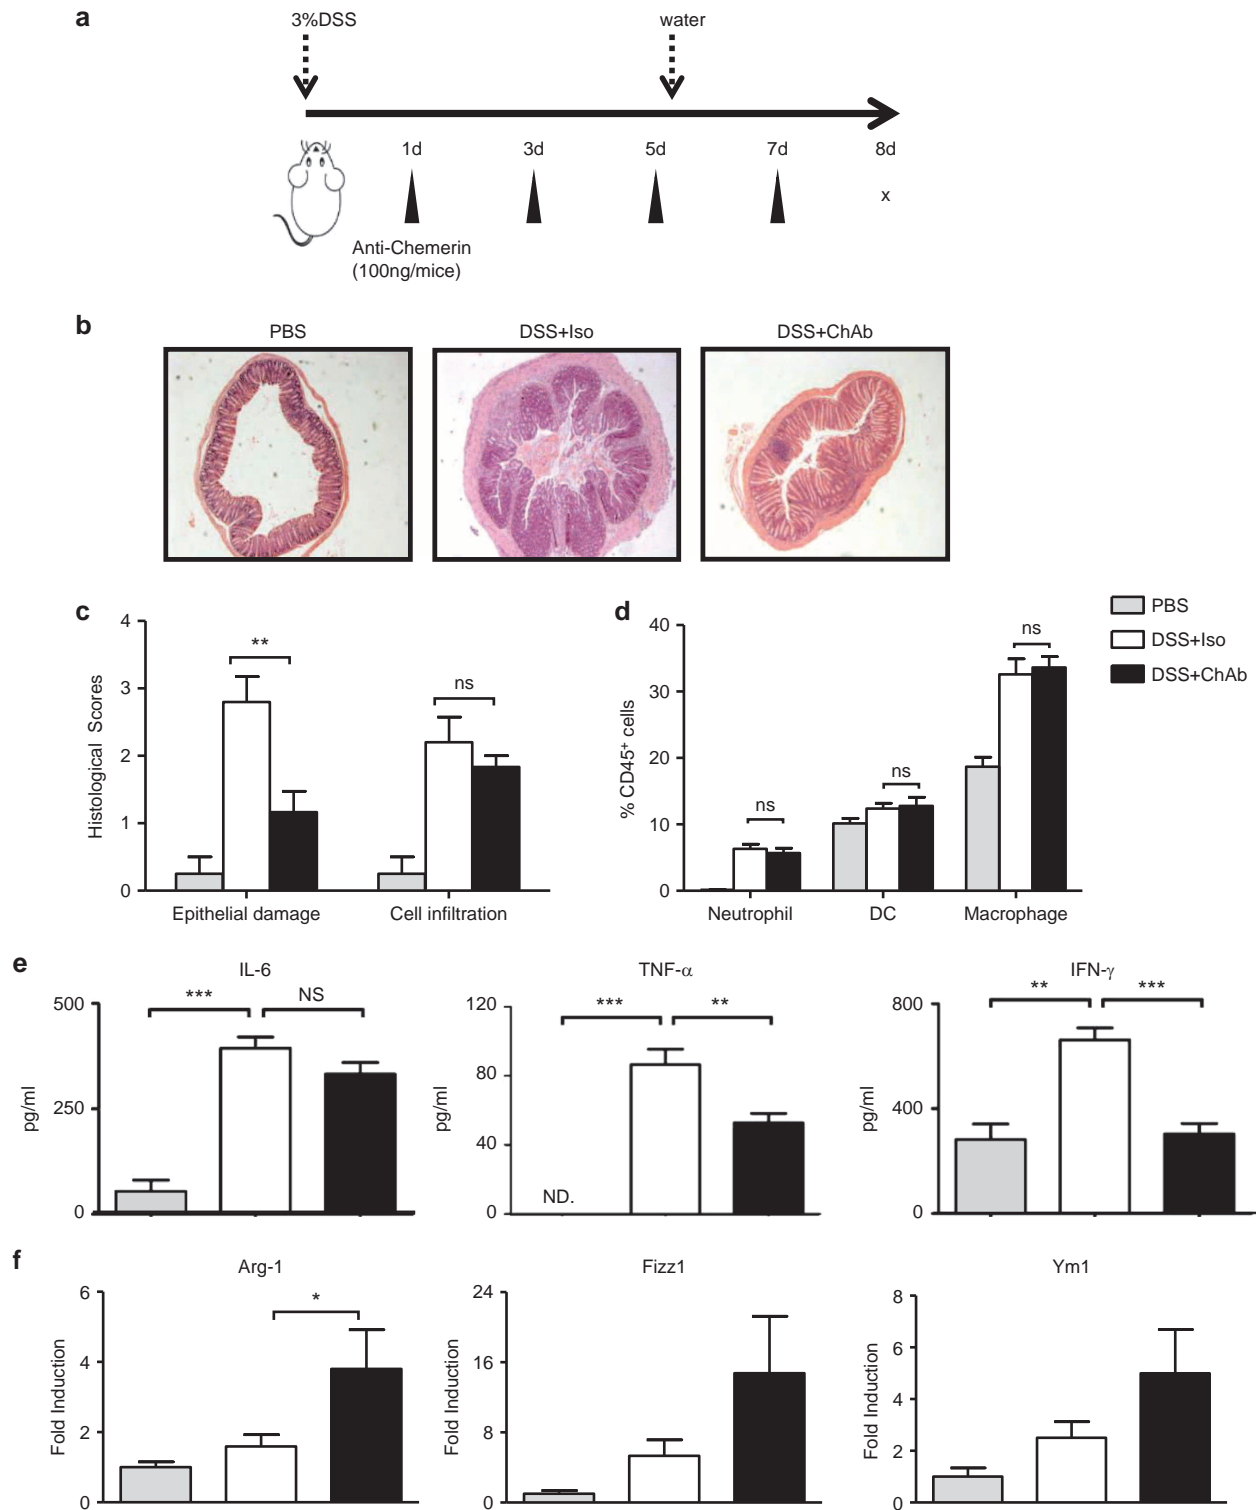 a
3%DSS water
1d 3d 5d 7d 8d
x
Anti-Chemerin
(100ng/mice)
b
PBS DSS+Iso DSS+ChAb
c
4
3
2
1
0
Histological Scores
**
ns
Epithelial damage Cell infiltration
d
40
30
20
10
0
% CD45+ cells
ns
ns
ns
Neutrophil DC Macrophage
PBS
DSS+Iso
DSS+ChAb
e
IL-6
500
250
0
pg/ml
*** NS
TNF-α
120
80
40
0
pg/ml
*** **
ND.
IFN-γ
800
400
0
pg/ml
** ***
f
Arg-1
6
4
2
0
Fold Induction
*
Fizz1
24
16
8
0
Fold Induction
Ym1
8
6
4
2
0
Fold Induction